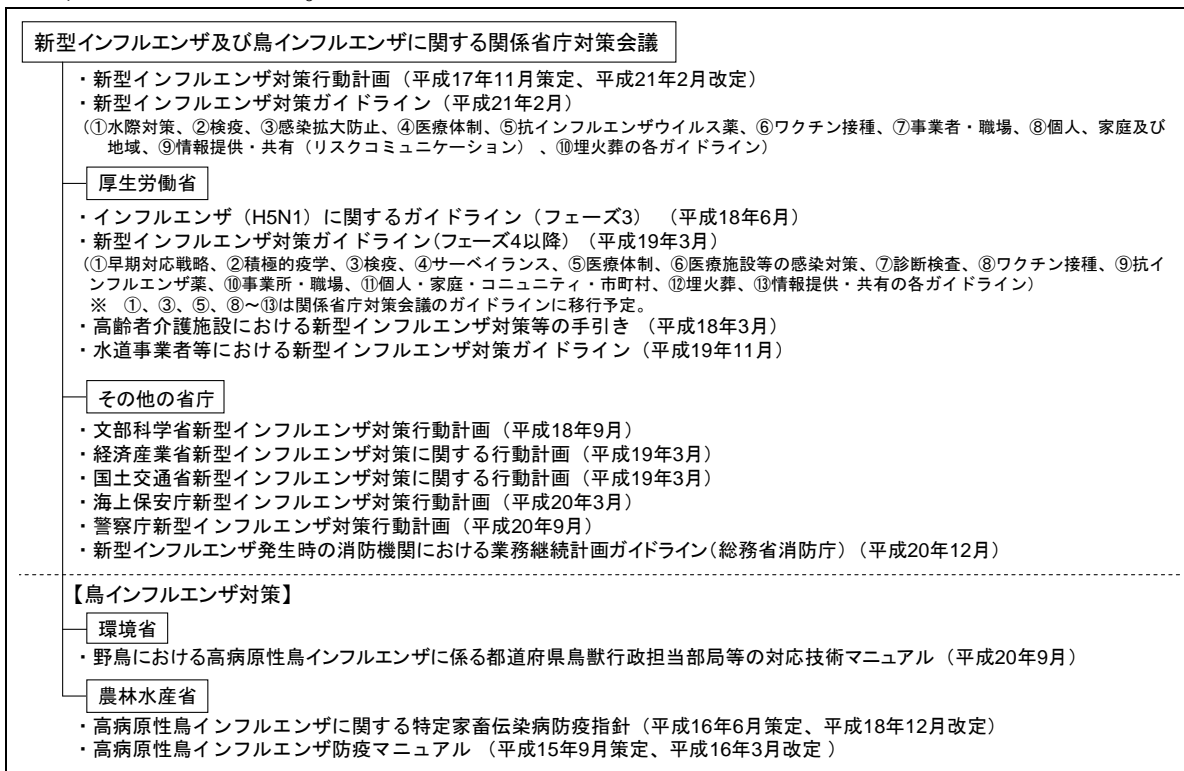 新型インフルエンザ及び鳥インフルエンザに関する関係省庁対策会議
・新型インフルエンザ対策行動計画（平成17年11月策定、平成21年2月改定）
・新型インフルエンザ対策ガイドライン（平成21年2月）
（①水際対策、②検疫、③感染拡大防止、④医療体制、⑤抗インフルエンザウイルス薬、⑥ワクチン接種、⑦事業者・職場、⑧個人、家庭及び
地域、⑨情報提供・共有（リスクコミュニケーション）、⑩埋火葬の各ガイドライン）
厚生労働省
・インフルエンザ（H5N1）に関するガイドライン（フェーズ3）（平成18年6月）
・新型インフルエンザ対策ガイドライン（フェーズ4以降）（平成19年3月）
（①早期対応戦略、②積極的疫学、③検疫、④サーベイランス、⑤医療体制、⑥医療施設等の感染対策、⑦診断検査、⑧ワクチン接種、⑨抗イ
ンフルエンザ薬、⑩事業所・職場、⑪個人・家庭・コニュニティ・市町村、⑫埋火葬、⑬情報提供・共有の各ガイドライン）
※　①、③、⑤、⑧～⑬は関係省庁対策会議のガイドラインに移行予定。
・高齢者介護施設における新型インフルエンザ対策等の手引き（平成18年3月）
・水道事業者等における新型インフルエンザ対策ガイドライン（平成19年11月）
その他の省庁
・文部科学省新型インフルエンザ対策行動計画（平成18年9月）
・経済産業省新型インフルエンザ対策に関する行動計画（平成19年3月）
・国土交通省新型インフルエンザ対策に関する行動計画（平成19年3月）
・海上保安庁新型インフルエンザ対策行動計画（平成20年3月）
・警察庁新型インフルエンザ対策行動計画（平成20年9月）
・新型インフルエンザ発生時の消防機関における業務継続計画ガイドライン（総務省消防庁）（平成20年12月）
【鳥インフルエンザ対策】
環境省
・野鳥における高病原性鳥インフルエンザに係る都道府県鳥獣行政担当部局等の対応技術マニュアル（平成20年9月）
農林水産省
・高病原性鳥インフルエンザに関する特定家畜伝染病防疫指針（平成16年6月策定、平成18年12月改定）
・高病原性鳥インフルエンザ防疫マニュアル（平成15年9月策定、平成16年3月改定）